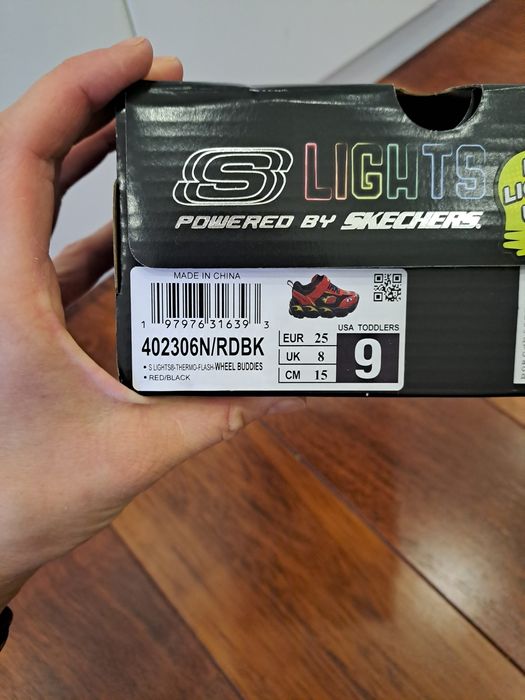 S LIGHTS
POWERED BY SKECHERS
MADE IN CHINA
1 97976 31639 3
402306N/RDBK
• S LIGHTS®-THERMO-FLASH-WHEEL BUDDIES
• RED/BLACK
EUR 25
UK 8
CM 15
USA TODDLERS
9